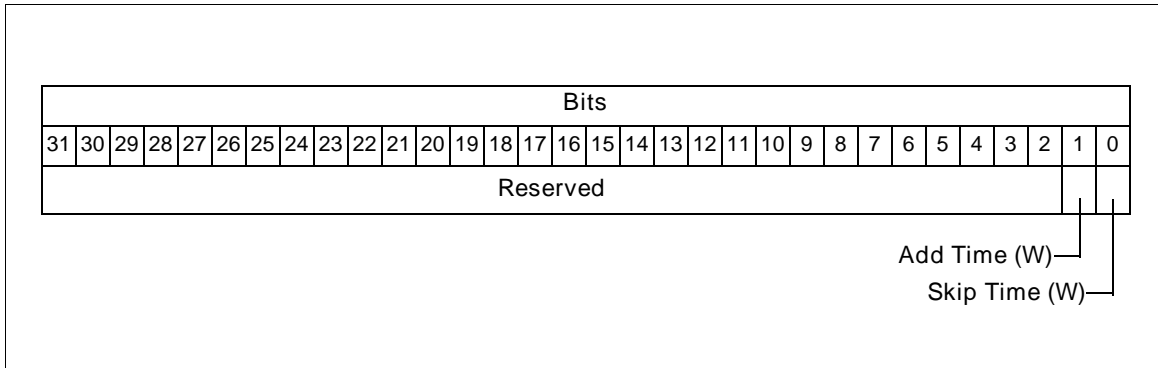 Bits
31 30 29 28 27 26 25 24 23 22 21 20 19 18 17 16 15 14 13 12 11 10 9 8 7 6 5 4 3 2 1 0
Reserved
Add Time (W)
Skip Time (W)